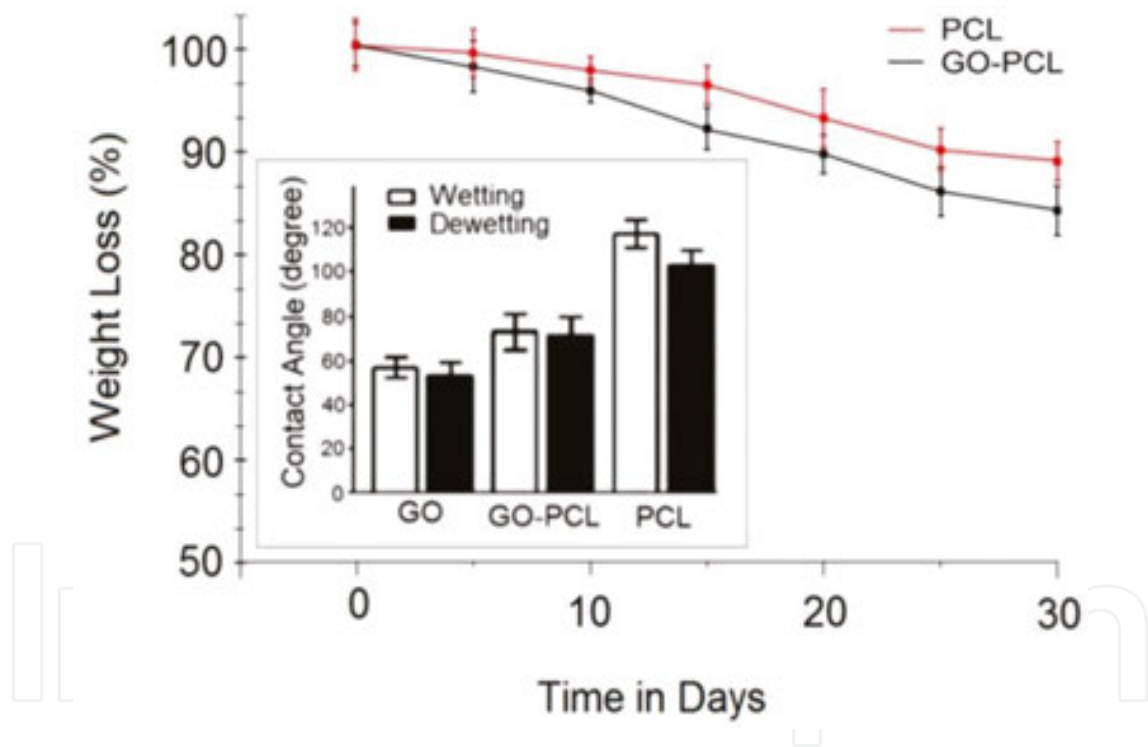 PCL
GO-PCL
Weight Loss (%)
100
90
80
70
60
50
0
10
20
30
Time in Days
Wetting
Dewetting
Contact Angle (degree)
120
100
80
60
40
20
0
GO
GO-PCL
PCL